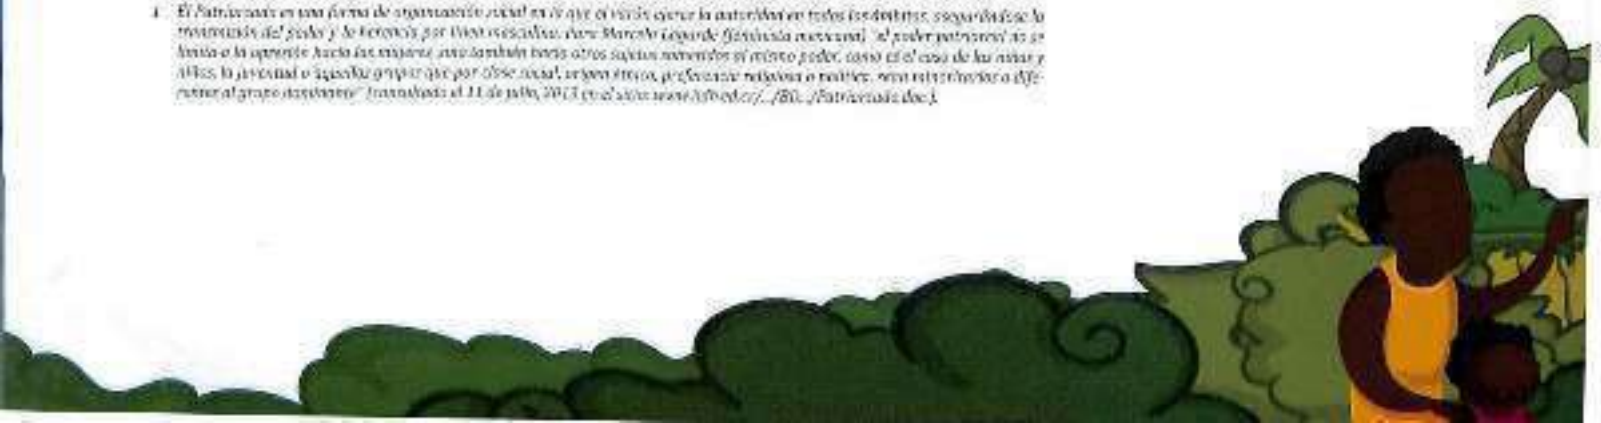 1 El Patriarcado es una forma de organización social en la que el varón ejerce la autoridad en todos los ámbitos, asegurándose la
transmisión del poder y la herencia por línea masculina. Para Marcela Lagarde (feminista mexicana) "el poder patriarcal no se
limita a la opresión hacia las mujeres, sino también hacia otros sujetos sometidos al mismo poder, como es el caso de las niñas y
niños, la juventud o aquellos grupos que por clase social, origen étnico, preferencia religiosa o política, sean minoritarios o dife-
rentes al grupo dominante" (consultado el 11 de julio, 2013 en el sitio: